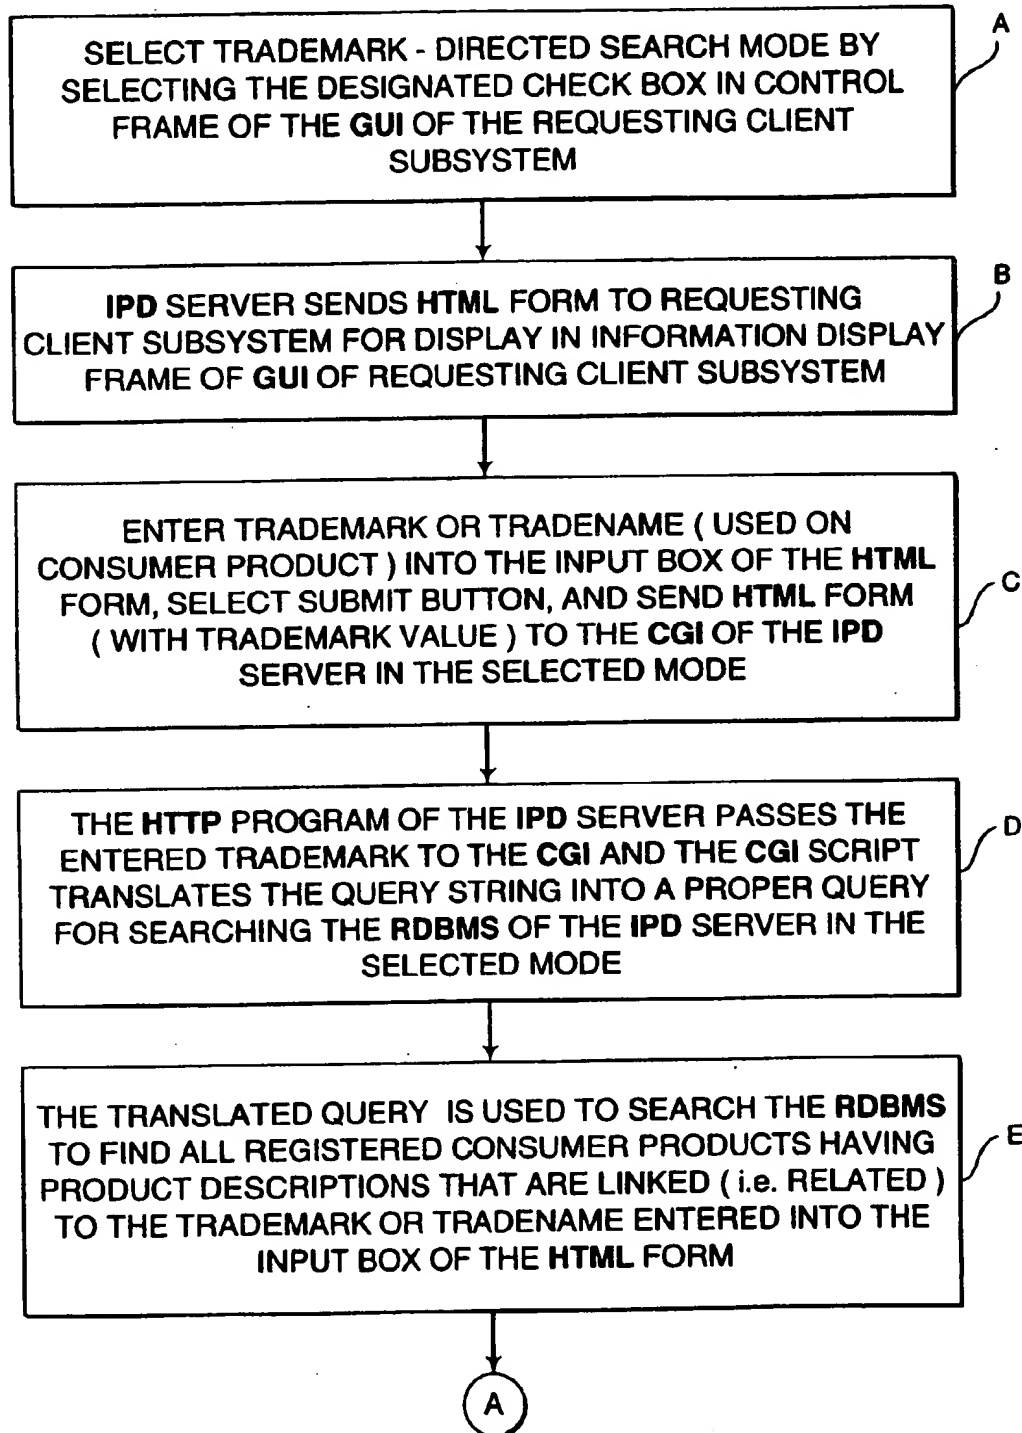 SELECT TRADEMARK - DIRECTED SEARCH MODE BY
SELECTING THE DESIGNATED CHECK BOX IN CONTROL
FRAME OF THE GUI OF THE REQUESTING CLIENT
SUBSYSTEM
A
IPD SERVER SENDS HTML FORM TO REQUESTING
CLIENT SUBSYSTEM FOR DISPLAY IN INFORMATION DISPLAY
FRAME OF GUI OF REQUESTING CLIENT SUBSYSTEM
B
ENTER TRADEMARK OR TRADENAME ( USED ON
CONSUMER PRODUCT ) INTO THE INPUT BOX OF THE HTML
FORM, SELECT SUBMIT BUTTON, AND SEND HTML FORM
( WITH TRADEMARK VALUE ) TO THE CGI OF THE IPD
SERVER IN THE SELECTED MODE
C
THE HTTP PROGRAM OF THE IPD SERVER PASSES THE
ENTERED TRADEMARK TO THE CGI AND THE CGI SCRIPT
TRANSLATES THE QUERY STRING INTO A PROPER QUERY
FOR SEARCHING THE RDBMS OF THE IPD SERVER IN THE
SELECTED MODE
D
THE TRANSLATED QUERY IS USED TO SEARCH THE RDBMS
TO FIND ALL REGISTERED CONSUMER PRODUCTS HAVING
PRODUCT DESCRIPTIONS THAT ARE LINKED ( i.e. RELATED )
TO THE TRADEMARK OR TRADENAME ENTERED INTO THE
INPUT BOX OF THE HTML FORM
E
A